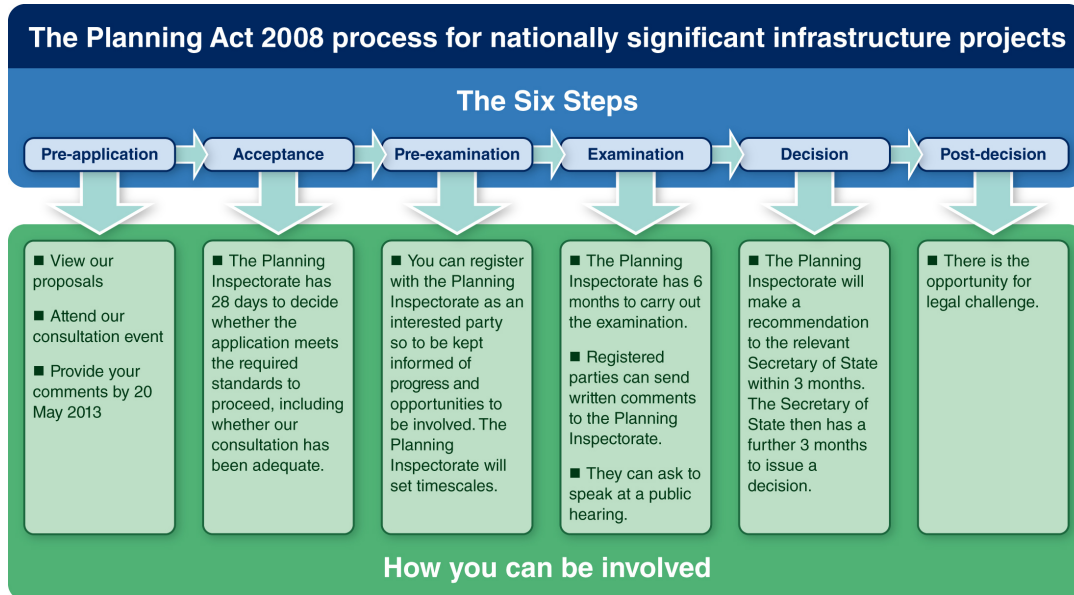 The Planning Act 2008 process for nationally significant infrastructure projects
The Six Steps
Pre-application
Acceptance
Pre-examination
Examination
Decision
Post-decision
■ View our
proposals
■ Attend our
consultation event
■ Provide your
comments by 20
May 2013
■ The Planning
Inspectorate has
28 days to decide
whether the
application meets
the required
standards to
proceed, including
whether our
consultation has
been adequate.
■ You can register
with the Planning
Inspectorate as an
interested party
so to be kept
informed of
progress and
opportunities to
be involved. The
Planning
Inspectorate will
set timescales.
■ The Planning
Inspectorate has 6
months to carry out
the examination.
■ Registered
parties can send
written comments
to the Planning
Inspectorate.
■ They can ask to
speak at a public
hearing.
■ The Planning
Inspectorate will
make a
recommendation
to the relevant
Secretary of State
within 3 months.
The Secretary of
State then has a
further 3 months
to issue a
decision.
■ There is the
opportunity for
legal challenge.
How you can be involved